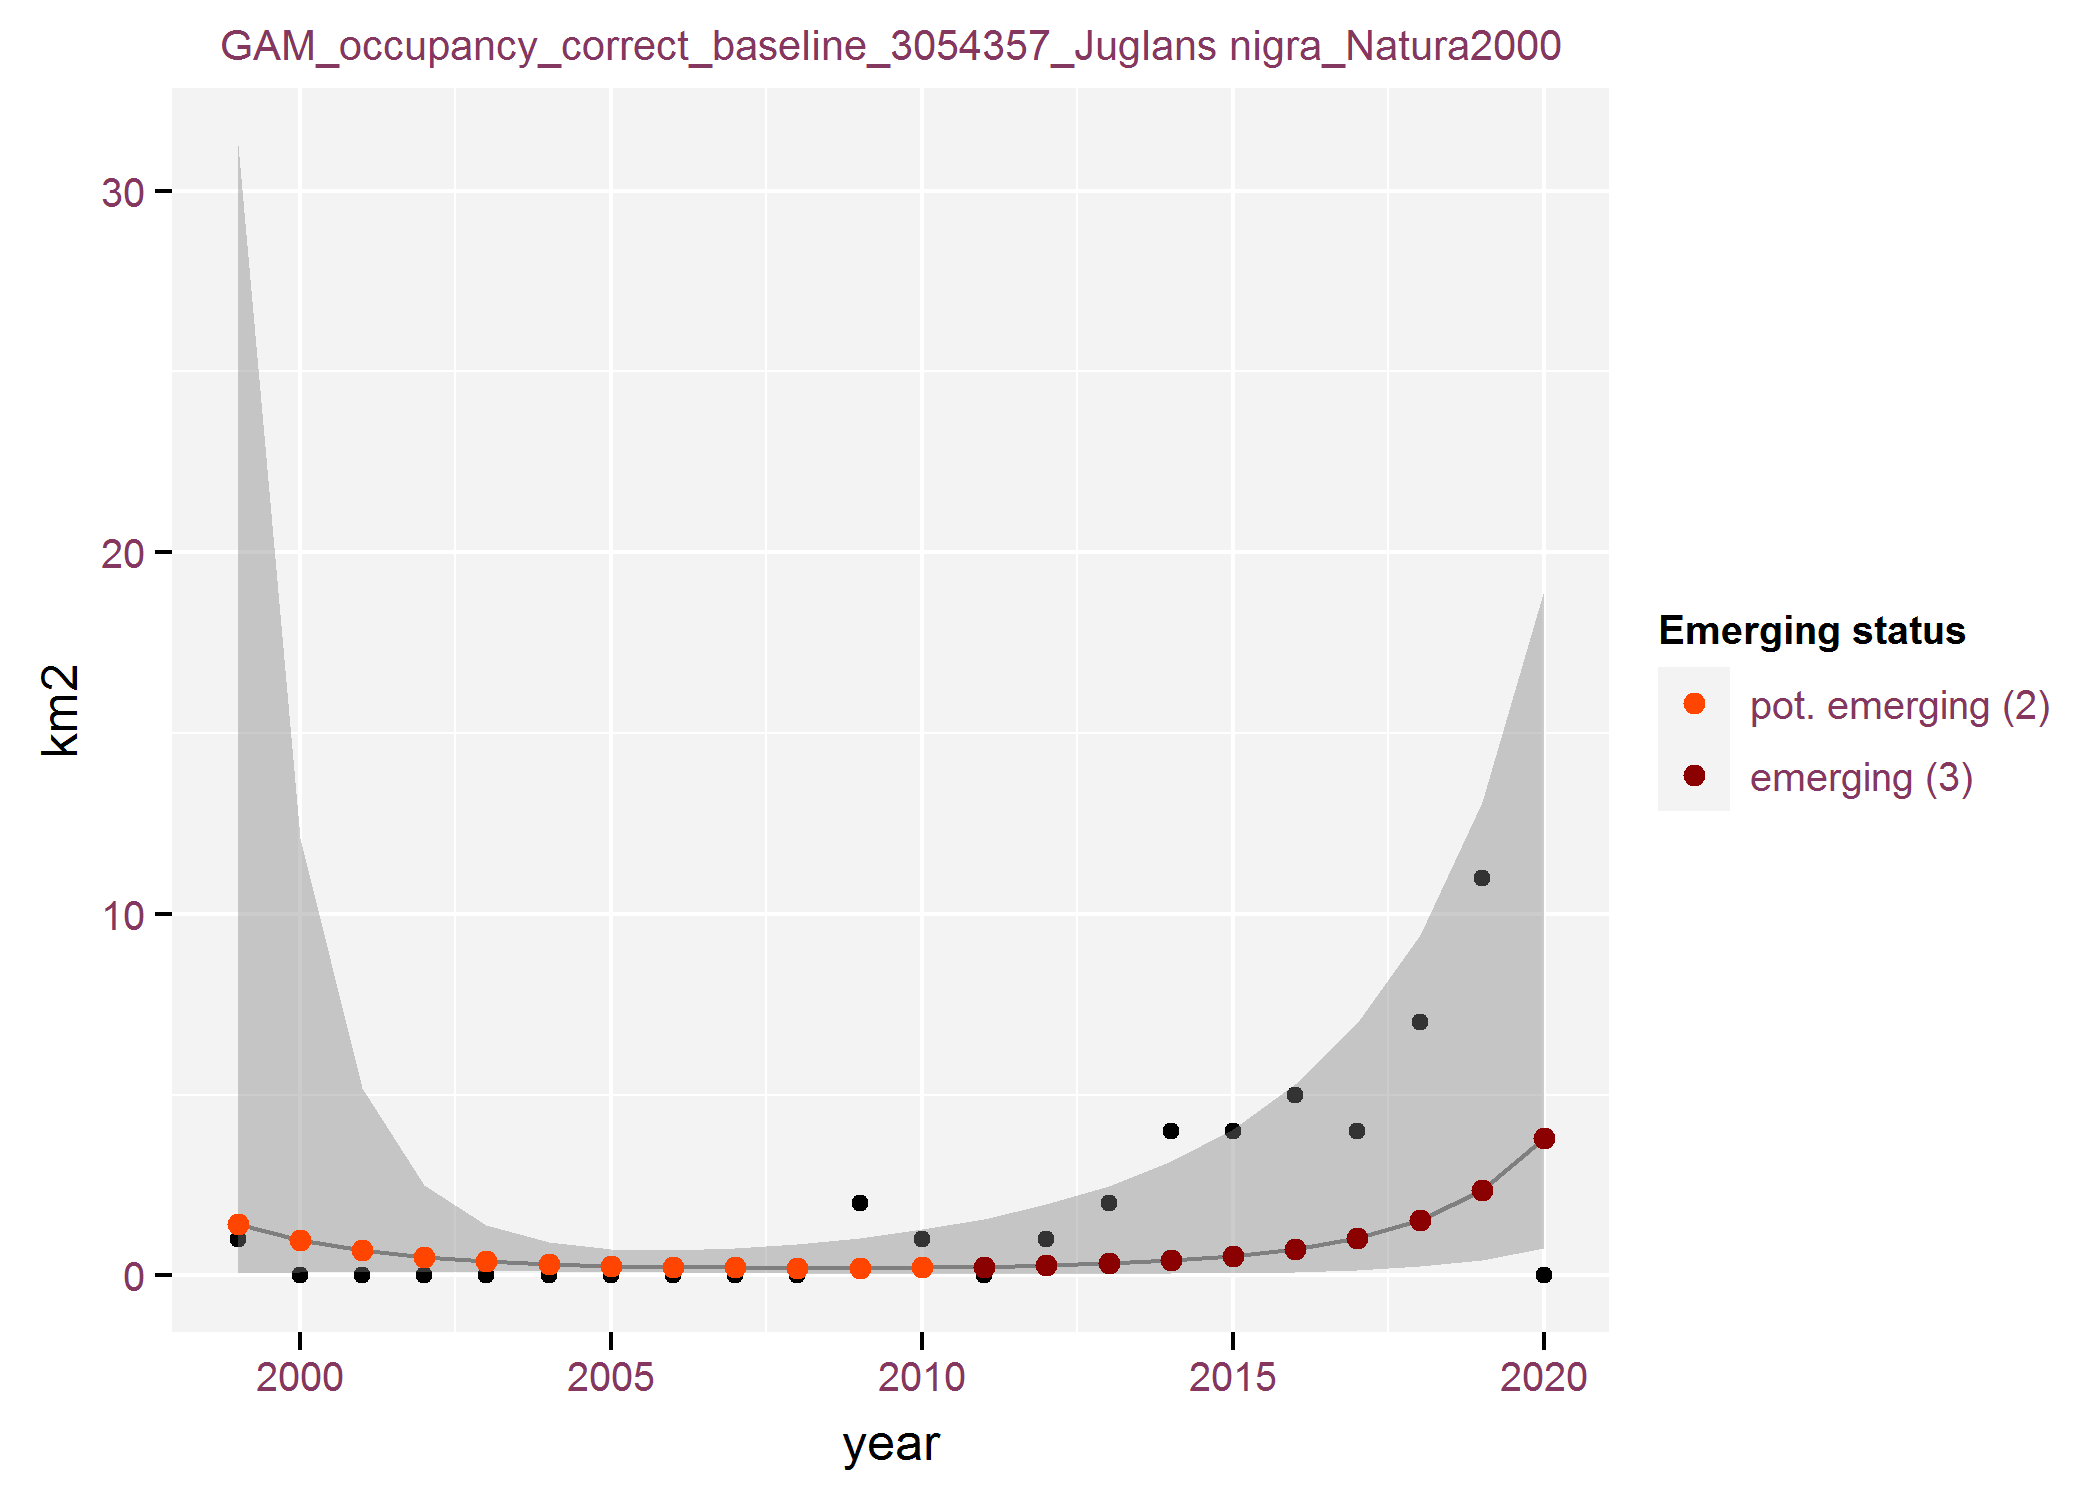 GAM_occupancy_correct_baseline_3054357_Juglans nigra_Natura2000
30
20
10
0
km2
2000 2005 2010 2015 2020
year
Emerging status
pot. emerging (2)
emerging (3)